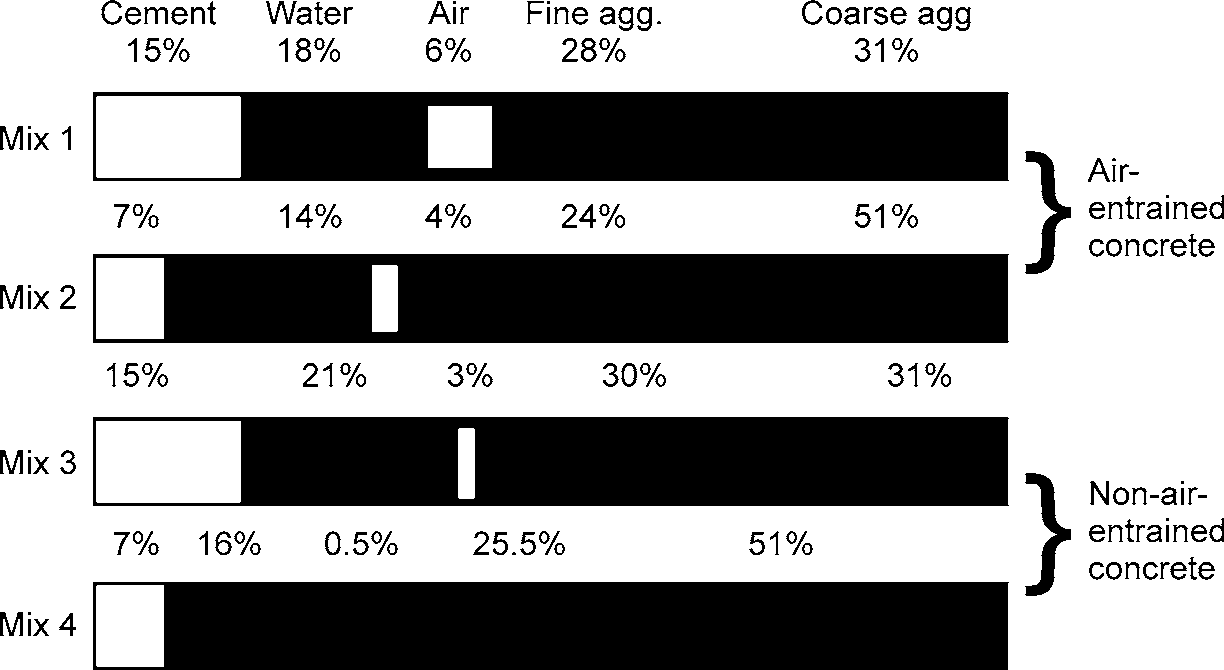 Cement Water Air Fine agg. Coarse agg
15% 18% 6% 28% 31%
Mix 1
7% 14% 4% 24% 51%
Air-
entrained
concrete
Mix 2
15% 21% 3% 30% 31%
Mix 3
7% 16% 0.5% 25.5% 51%
Non-air-
entrained
concrete
Mix 4